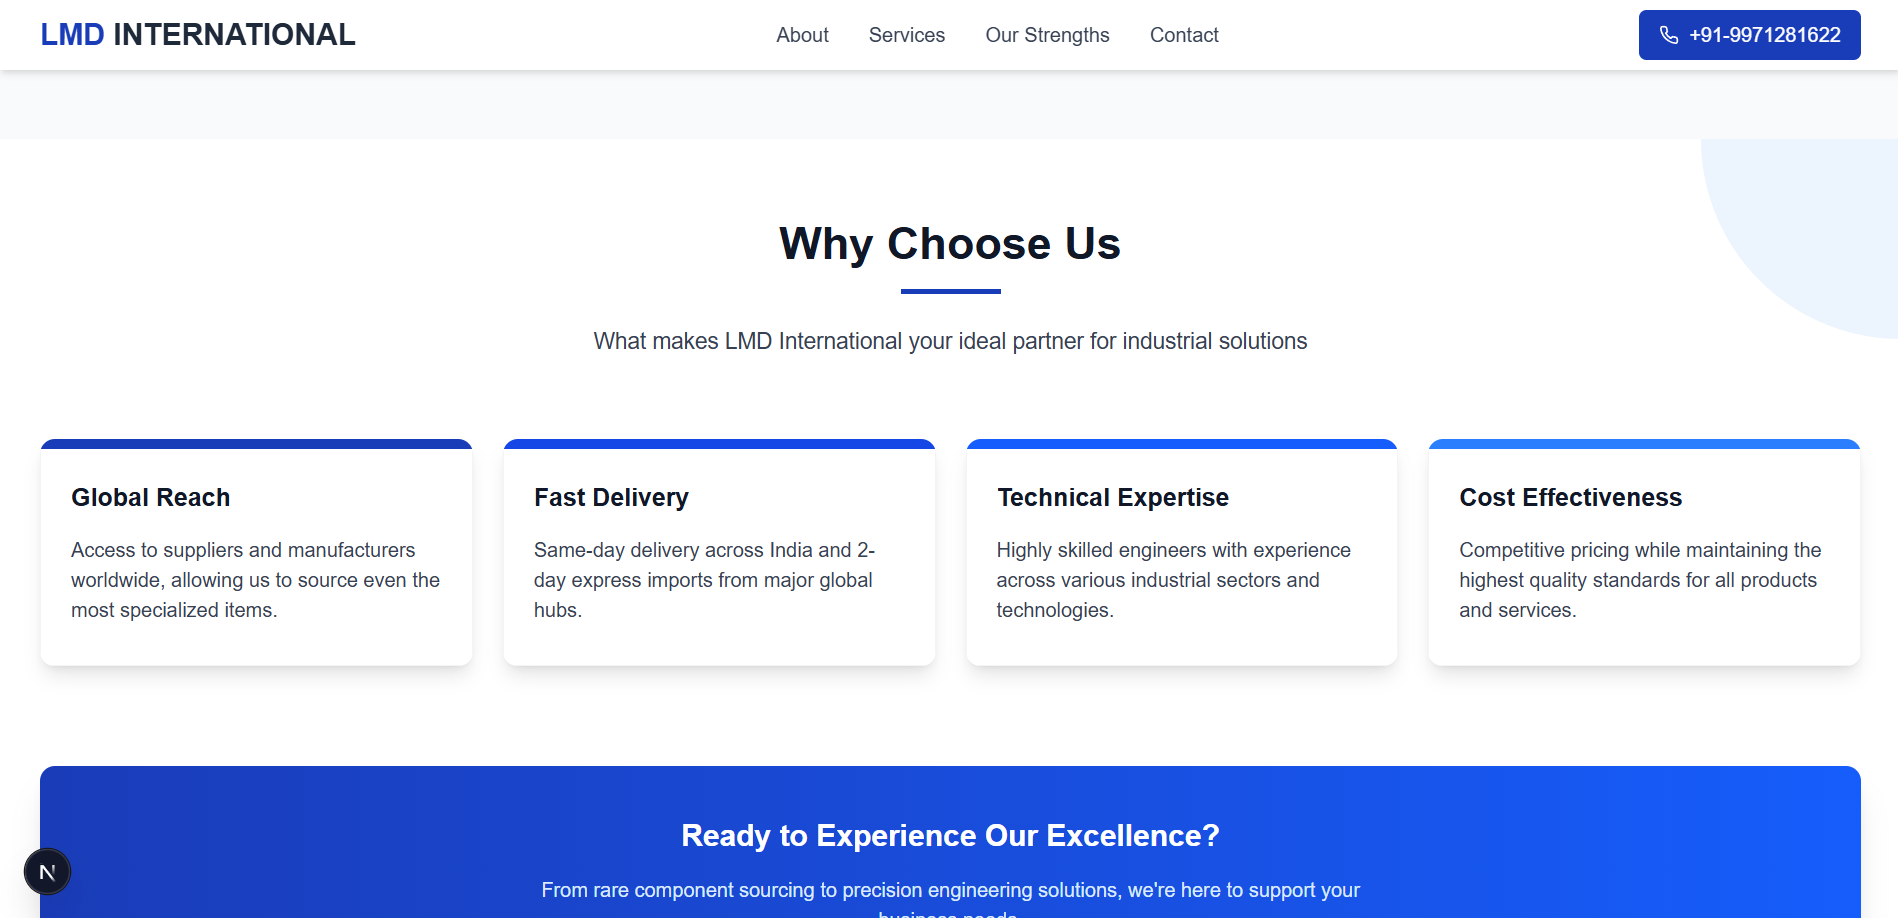 LMD INTERNATIONAL
About
Services
Our Strengths
Contact
+91-9971281622
Why Choose Us
What makes LMD International your ideal partner for industrial solutions
Global Reach
Access to suppliers and manufacturers
worldwide, allowing us to source even the
most specialized items.
Fast Delivery
Same-day delivery across India and 2-
day express imports from major global
hubs.
Technical Expertise
Highly skilled engineers with experience
across various industrial sectors and
technologies.
Cost Effectiveness
Competitive pricing while maintaining the
highest quality standards for all products
and services.
Ready to Experience Our Excellence?
From rare component sourcing to precision engineering solutions, we're here to support your
business needs.
N